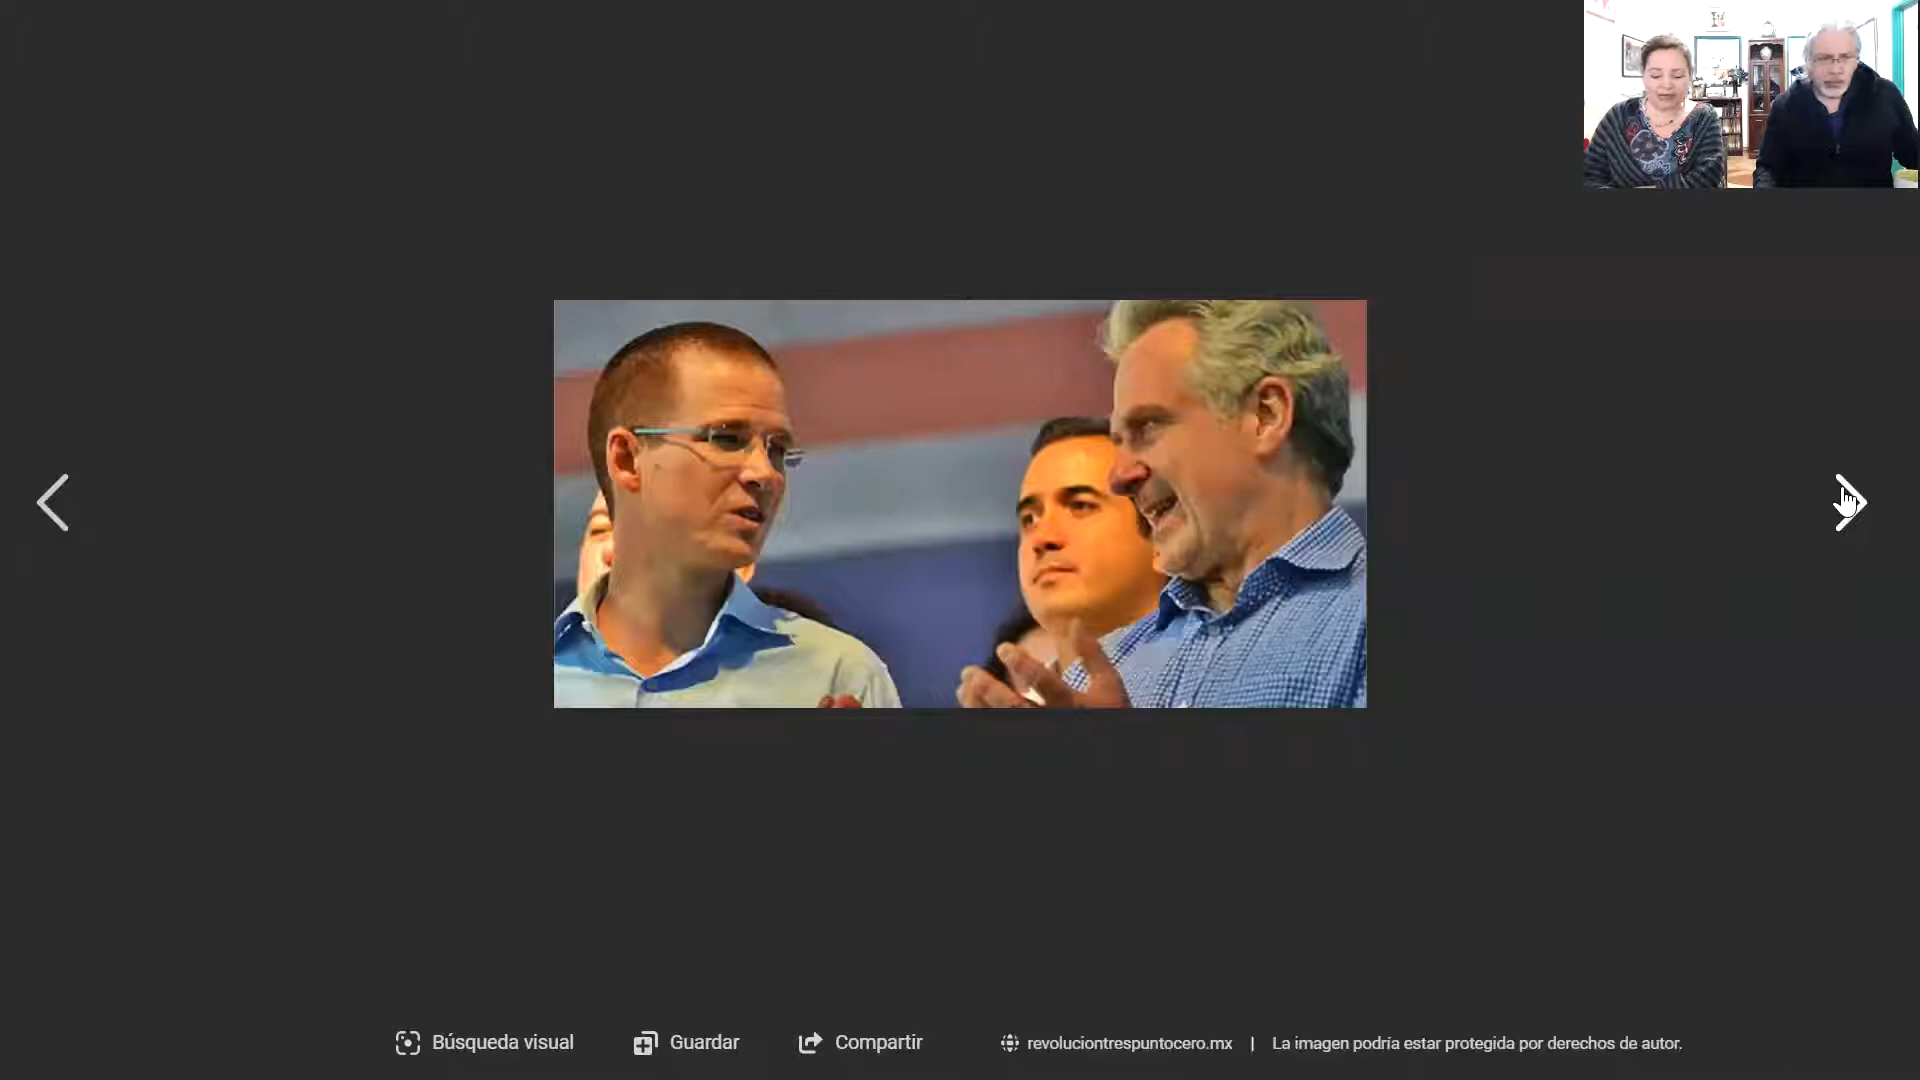 Búsqueda visual
Guardar
Compartir
revoluciontrespuntocero.mx | La imagen podría estar protegida por derechos de autor.